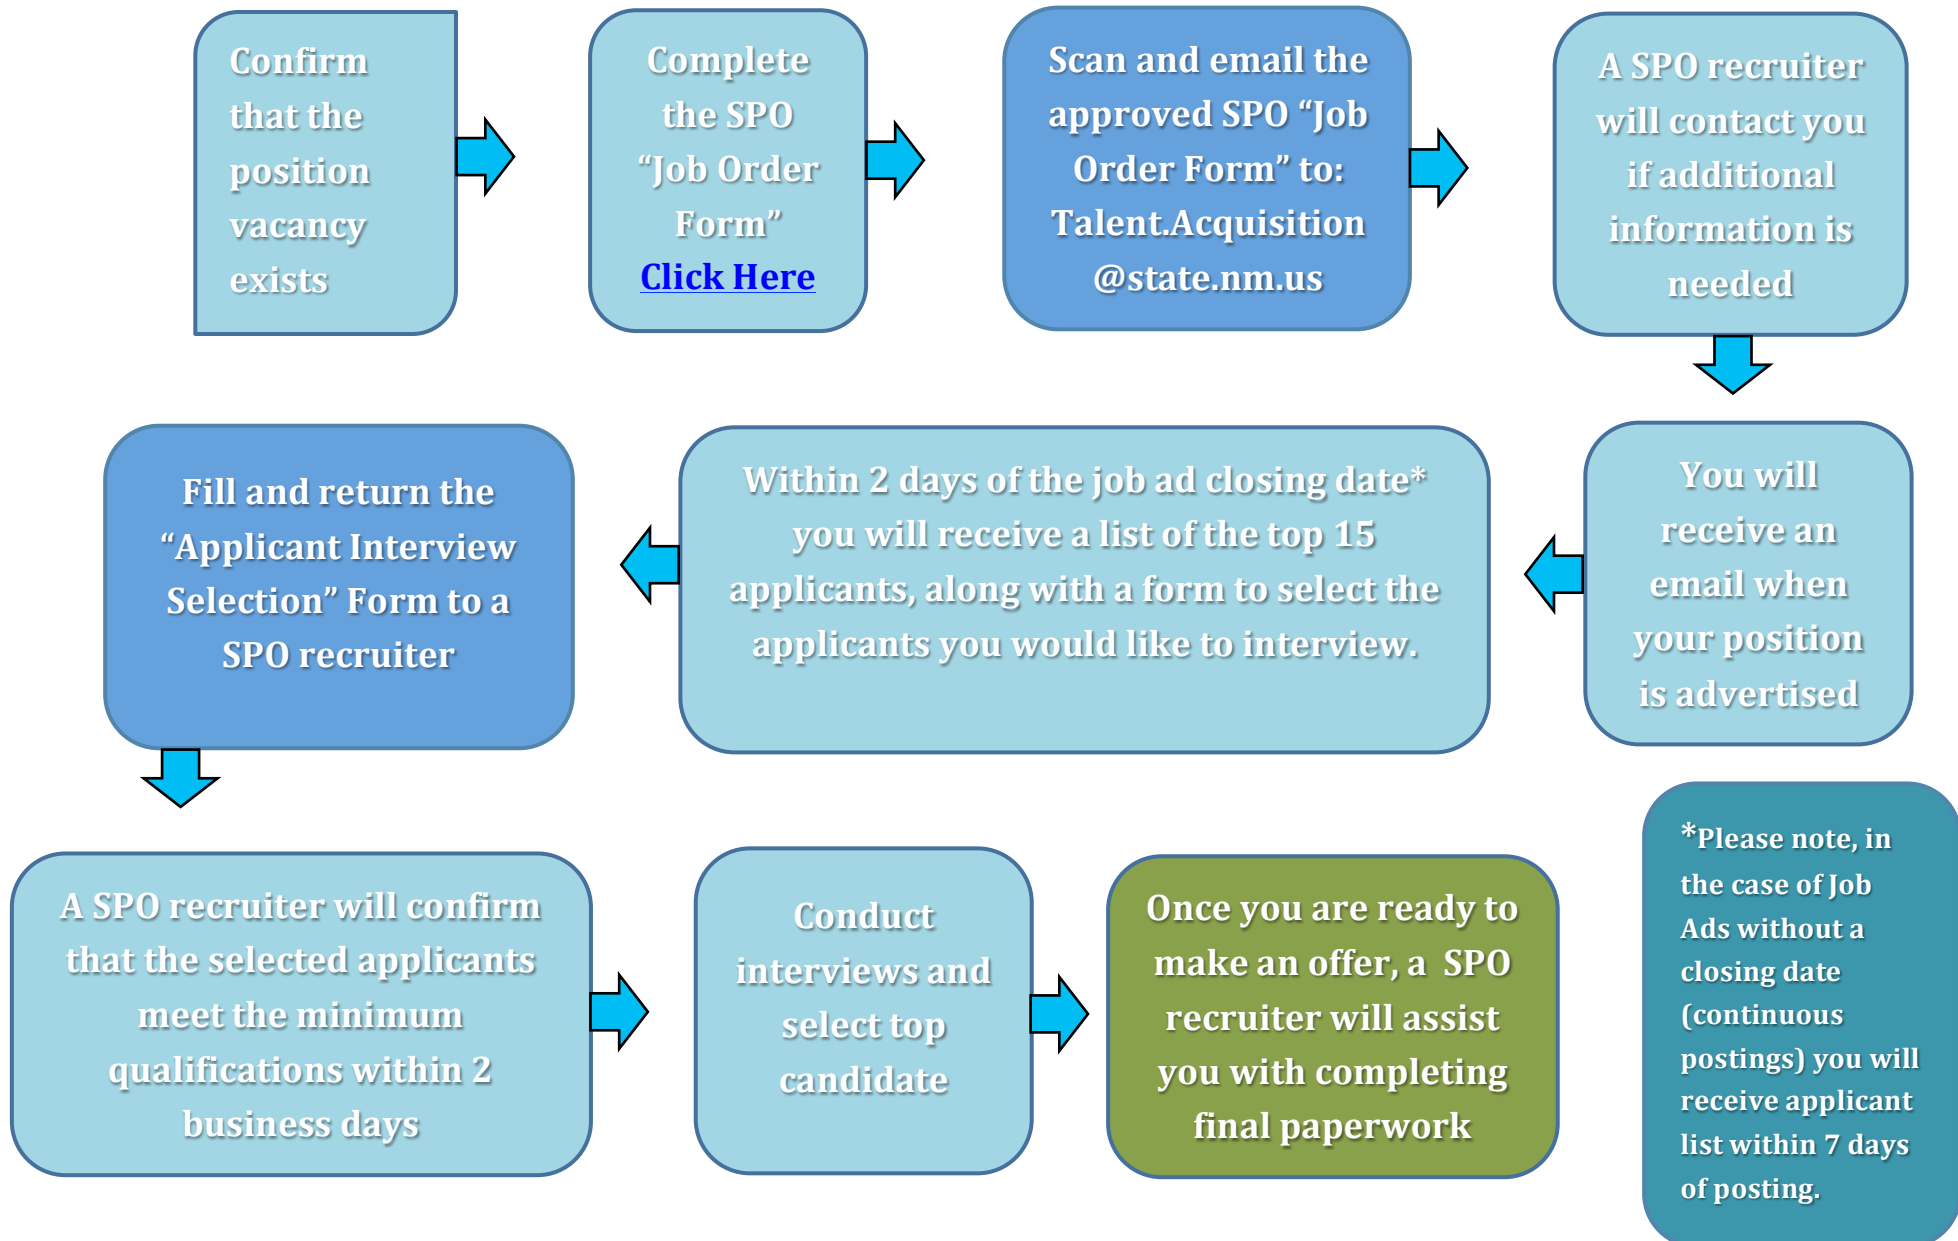 Confirm
that the
position
vacancy
exists
Complete
the SPO
“Job Order
Form”
Click Here
Scan and email the
approved SPO “Job
Order Form” to:
Talent.Acquisition
@state.nm.us
A SPO recruiter
will contact you
if additional
information is
needed
You will
receive an
email when
your position
is advertised
Within 2 days of the job ad closing date*
you will receive a list of the top 15
applicants, along with a form to select the
applicants you would like to interview.
Fill and return the
“Applicant Interview
Selection” Form to a
SPO recruiter
A SPO recruiter will confirm
that the selected applicants
meet the minimum
qualifications within 2
business days
Conduct
interviews and
select top
candidate
Once you are ready to
make an offer, a SPO
recruiter will assist
you with completing
final paperwork
*Please note, in
the case of Job
Ads without a
closing date
(continuous
postings) you will
receive applicant
list within 7 days
of posting.